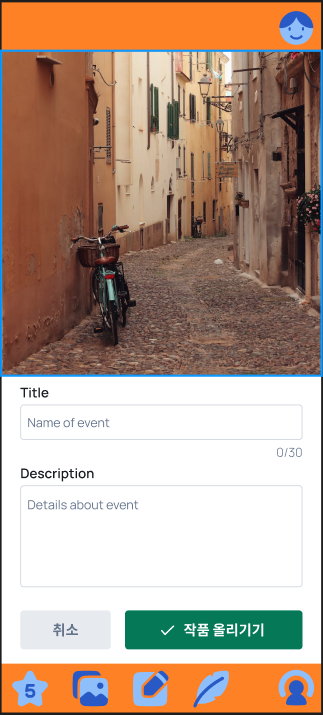 Title
Name of event
0/30
Description
Details about event
취소
작품 올리기기
5